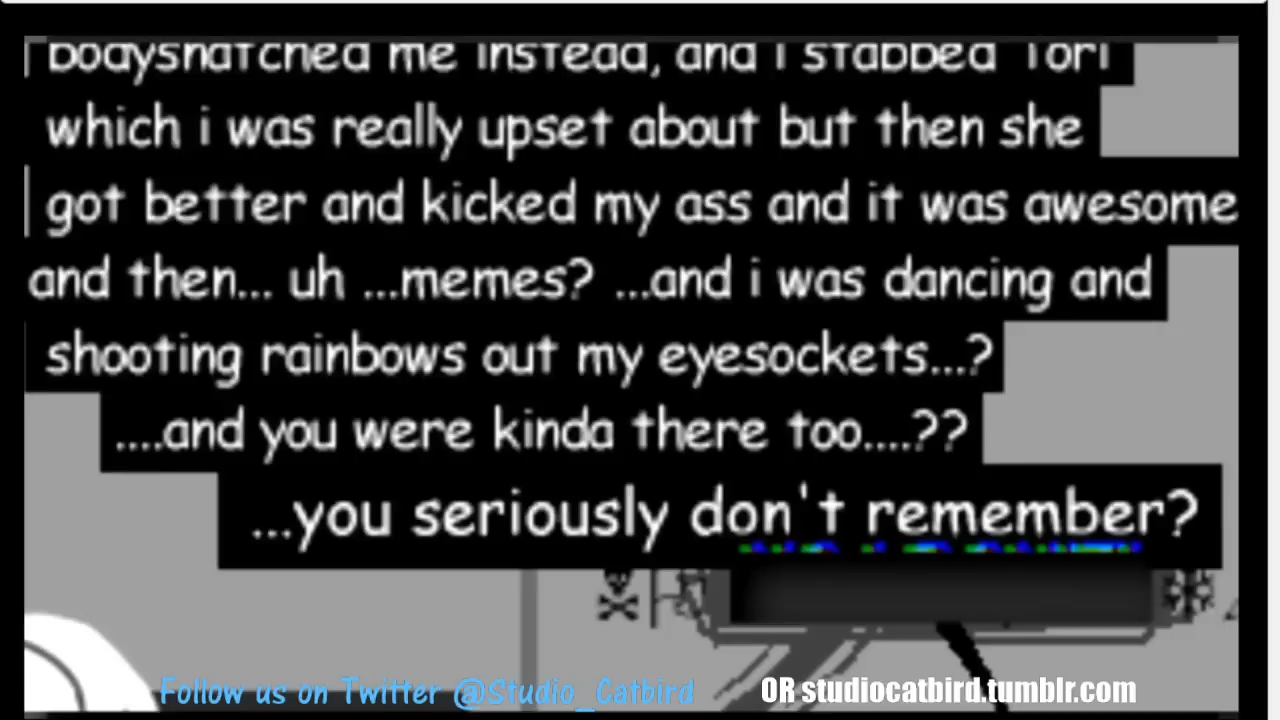 bodysnatched me instead, and i stabbed Tori
which i was really upset about but then she
got better and kicked my ass and it was awesome
and then... uh ...memes? ...and i was dancing and
shooting rainbows out my eyesockets...?
....and you were kinda there too....??
...you seriously don't remember?
Follow us on Twitter @Studio_Catbird OR studiocatbird.tumblr.com